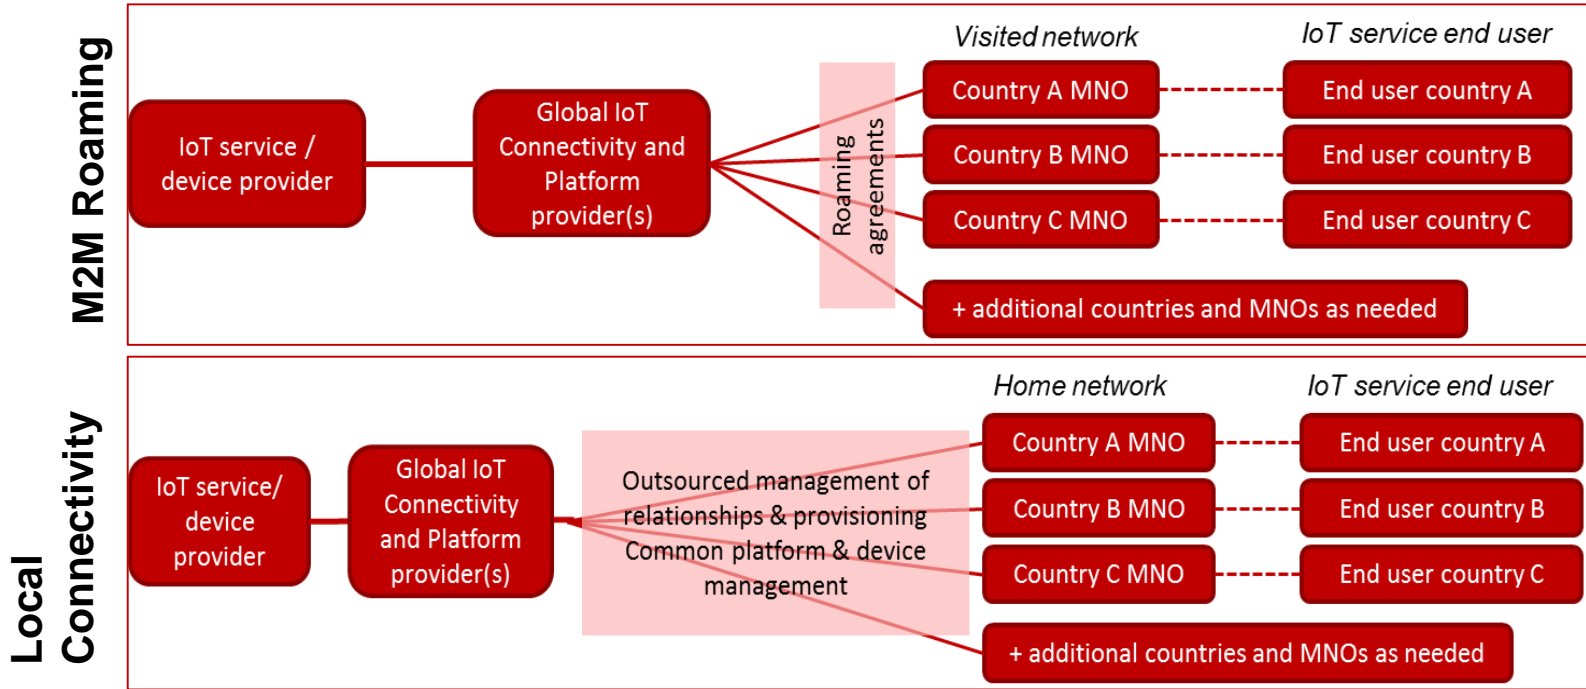 M2M Roaming
IoT service /
device provider
Global IoT
Connectivity and
Platform
provider(s)
Roaming
agreements
Visited network
IoT service end user
Country A MNO
End user country A
Country B MNO
End user country B
Country C MNO
End user country C
+ additional countries and MNOs as needed
Local
Connectivity
IoT service/
device
provider
Global IoT
Connectivity
and Platform
provider(s)
Outsourced management of
relationships & provisioning
Common platform & device
management
Home network
IoT service end user
Country A MNO
End user country A
Country B MNO
End user country B
Country C MNO
End user country C
+ additional countries and MNOs as needed